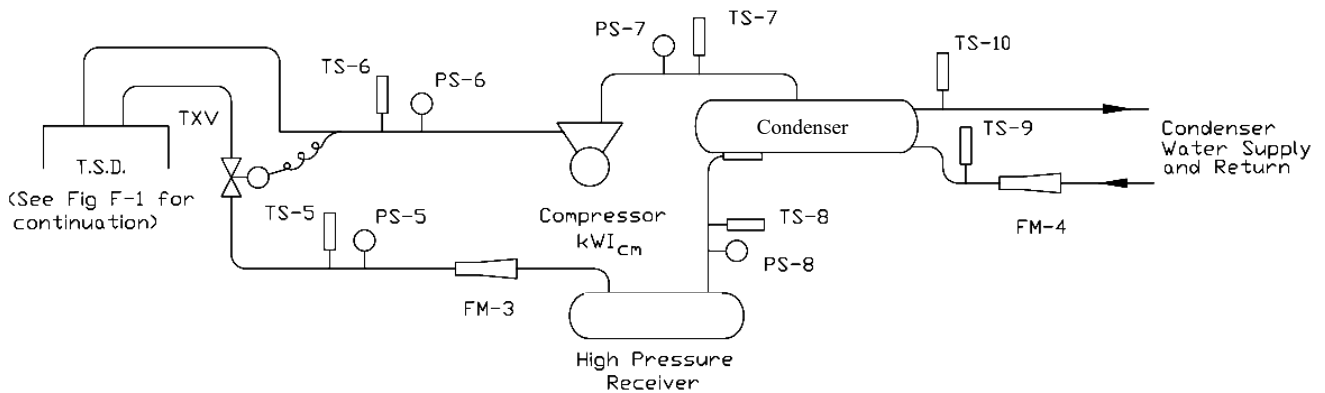 PS-7
TS-7
TS-10
TS-6
PS-6
TXV
Condenser
TS-9
Condenser
Water Supply
and Return
T.S.D.
(See Fig F-1 for
continuation)
TS-5
PS-5
Compressor
kWI_cm
TS-8
PS-8
FM-4
FM-3
High Pressure
Receiver